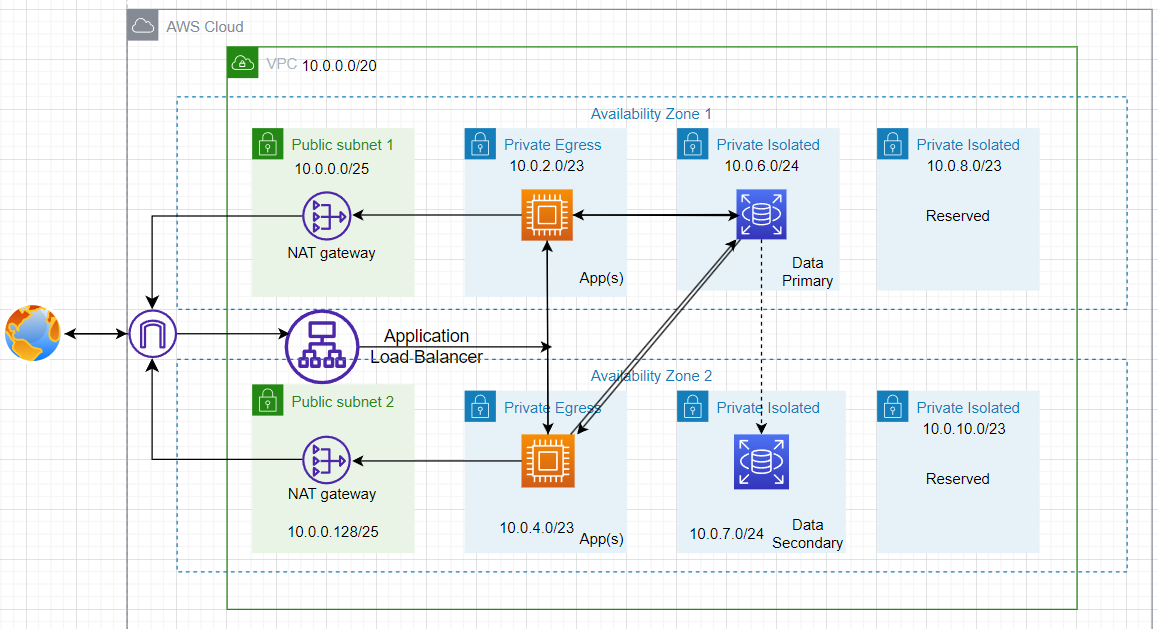 AWS Cloud
VPC 10.0.0.0/20
Availability Zone 1
Public subnet 1
10.0.0.0/25
NAT gateway
Private Egress
10.0.2.0/23
App(s)
Private Isolated
10.0.6.0/24
Data
Primary
Private Isolated
10.0.8.0/23
Reserved
Application
Load Balancer
Availability Zone 2
Public subnet 2
NAT gateway
10.0.0.128/25
Private Egress
10.0.4.0/23
App(s)
Private Isolated
10.0.7.0/24
Data
Secondary
Private Isolated
10.0.10.0/23
Reserved